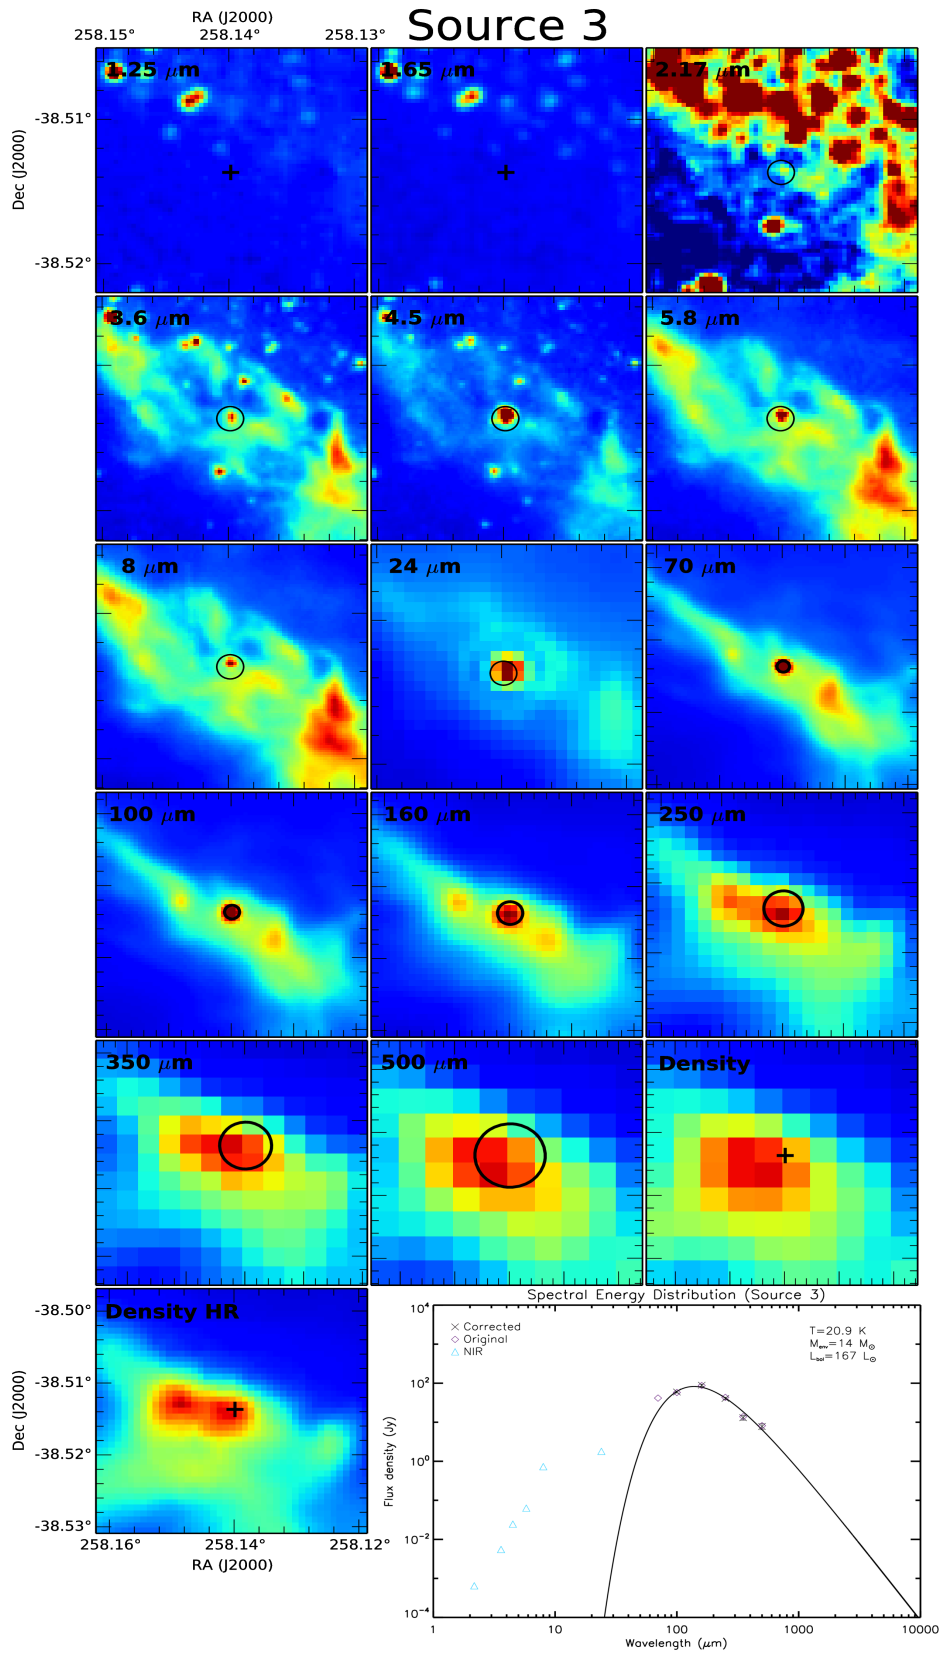 Source 3
RA (J2000)
258.15° 258.14° 258.13°
1.25 μm 1.65 μm 2.17 μm
-38.51°
Dec (J2000)
-38.52°
3.6 μm 4.5 μm 5.8 μm
8 μm 24 μm 70 μm
100 μm 160 μm 250 μm
350 μm 500 μm Density
Density HR
-38.50°
-38.51°
Dec (J2000)
-38.52°
-38.53°
258.16° 258.14° 258.12°
RA (J2000)
Spectral Energy Distribution (Source 3)
Corrected
Original
NIR
T=20.9 K
M_env=14 M_⊙
L_bol=167 L_⊙
Flux density (Jy)
10^4
10^2
10^0
10^-2
10^-4
1 10 100 1000 10000
Wavelength (μm)